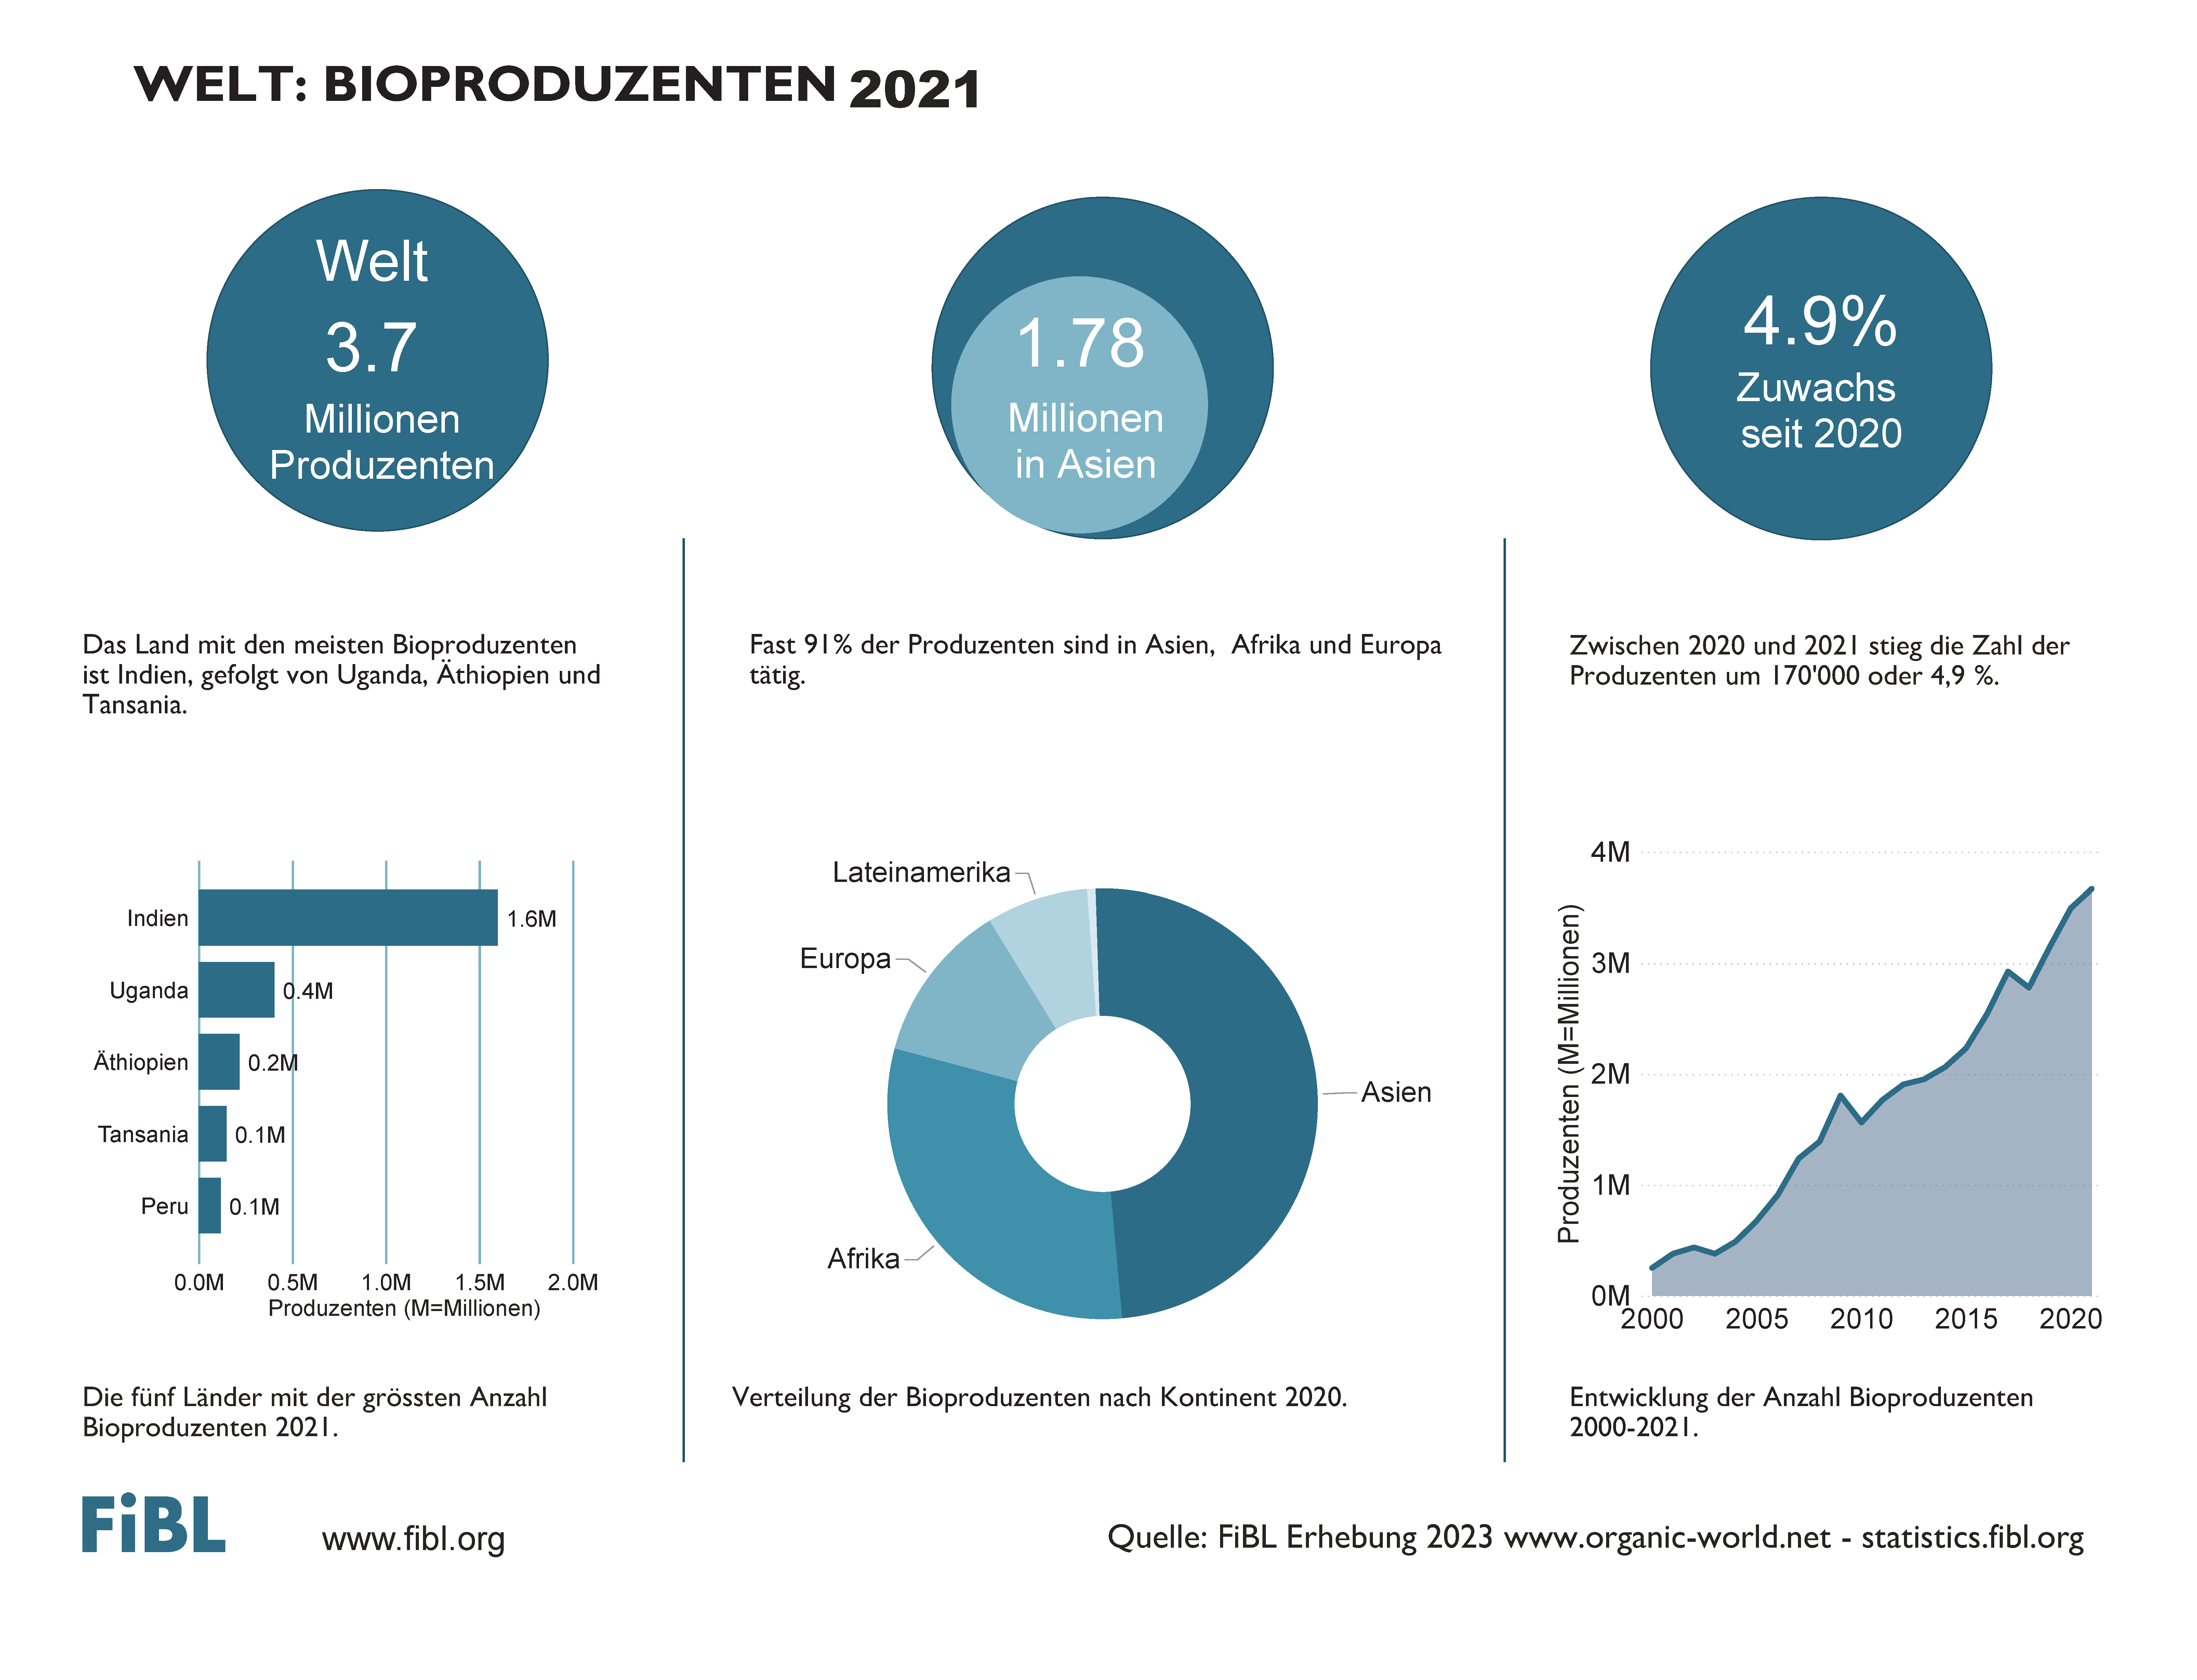 WELT: BIOPRODUZENTEN 2021
Welt
3.7
Millionen
Produzenten
1.78
Millionen
in Asien
4.9%
Zuwachs
seit 2020
Das Land mit den meisten Bioproduzenten
ist Indien, gefolgt von Uganda, Äthiopien und
Tansania.
Fast 91% der Produzenten sind in Asien,  Afrika und Europa
tätig.
Zwischen 2020 und 2021 stieg die Zahl der
Produzenten um 170'000 oder 4,9 %.
Indien 1.6M
Uganda 0.4M
Äthiopien 0.2M
Tansania 0.1M
Peru 0.1M
0.0M 0.5M 1.0M 1.5M 2.0M
Produzenten (M=Millionen)
Lateinamerika
Europa
Asien
Afrika
Produzenten (M=Millionen)
4M
3M
2M
1M
0M
2000 2005 2010 2015 2020
Die fünf Länder mit der grössten Anzahl
Bioproduzenten 2021.
Verteilung der Bioproduzenten nach Kontinent 2020.
Entwicklung der Anzahl Bioproduzenten
2000-2021.
FiBL
www.fibl.org
Quelle: FiBL Erhebung 2023 www.organic-world.net - statistics.fibl.org